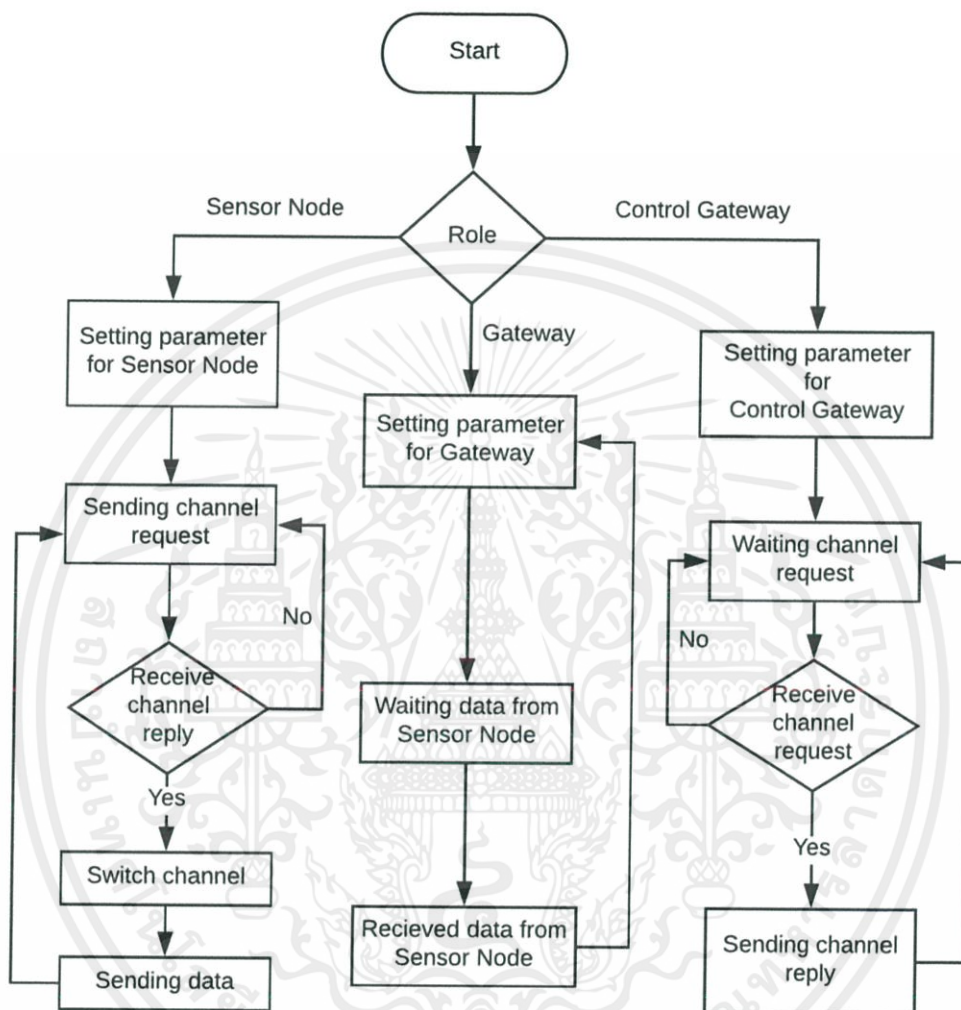 Start
Role
Sensor Node
Control Gateway
Gateway
Setting parameter
for Sensor Node
Sending channel
request
No
Receive
channel
reply
Yes
Switch channel
Sending data
Setting parameter
for Gateway
Waiting data from
Sensor Node
Recieved data from
Sensor Node
Setting parameter
for
Control Gateway
Waiting channel
request
No
Receive
channel
request
Yes
Sending channel
reply